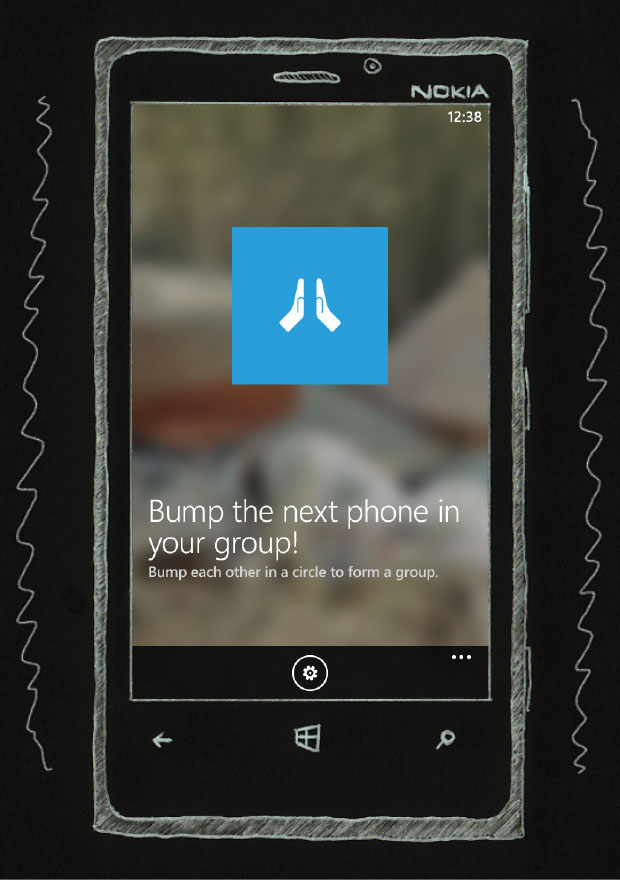 NOKIA
12:38
Bump the next phone in
your group!
Bump each other in a circle to form a group.